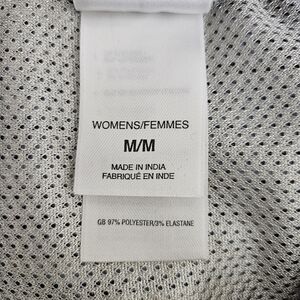 WOMENS/FEMMES
M/M
MADE IN INDIA
FABRIQUÉ EN INDE
GB 97% POLYESTER/3% ELASTANE